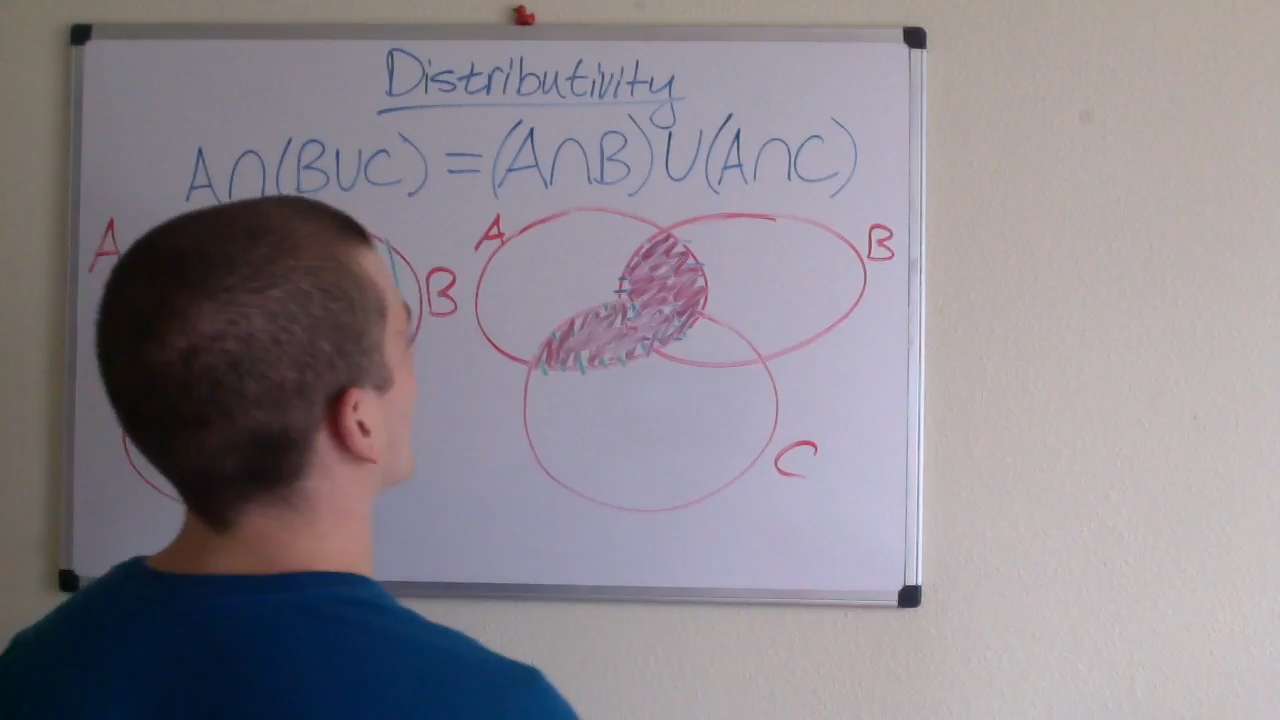 Distributivity
A∩(B∪C) = (A∩B)∪(A∩C)
A B A B
C